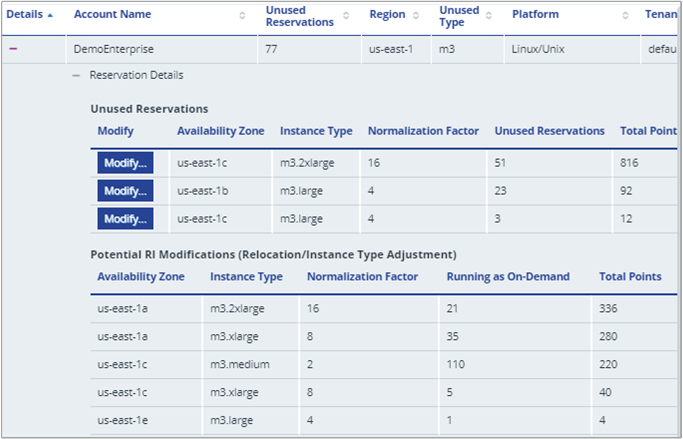 Details Account Name Unused Reservations Region Unused Type Platform Tenan
− DemoEnterprise 77 us-east-1 m3 Linux/Unix defau
− Reservation Details
Unused Reservations
Modify Availability Zone Instance Type Normalization Factor Unused Reservations Total Point
Modify... us-east-1c m3.2xlarge 16 51 816
Modify... us-east-1b m3.large 4 23 92
Modify... us-east-1c m3.large 4 3 12
Potential RI Modifications (Relocation/Instance Type Adjustment)
Availability Zone Instance Type Normalization Factor Running as On-Demand Total Points
us-east-1a m3.2xlarge 16 21 336
us-east-1a m3.xlarge 8 35 280
us-east-1c m3.medium 2 110 220
us-east-1c m3.xlarge 8 5 40
us-east-1e m3.large 4 1 4